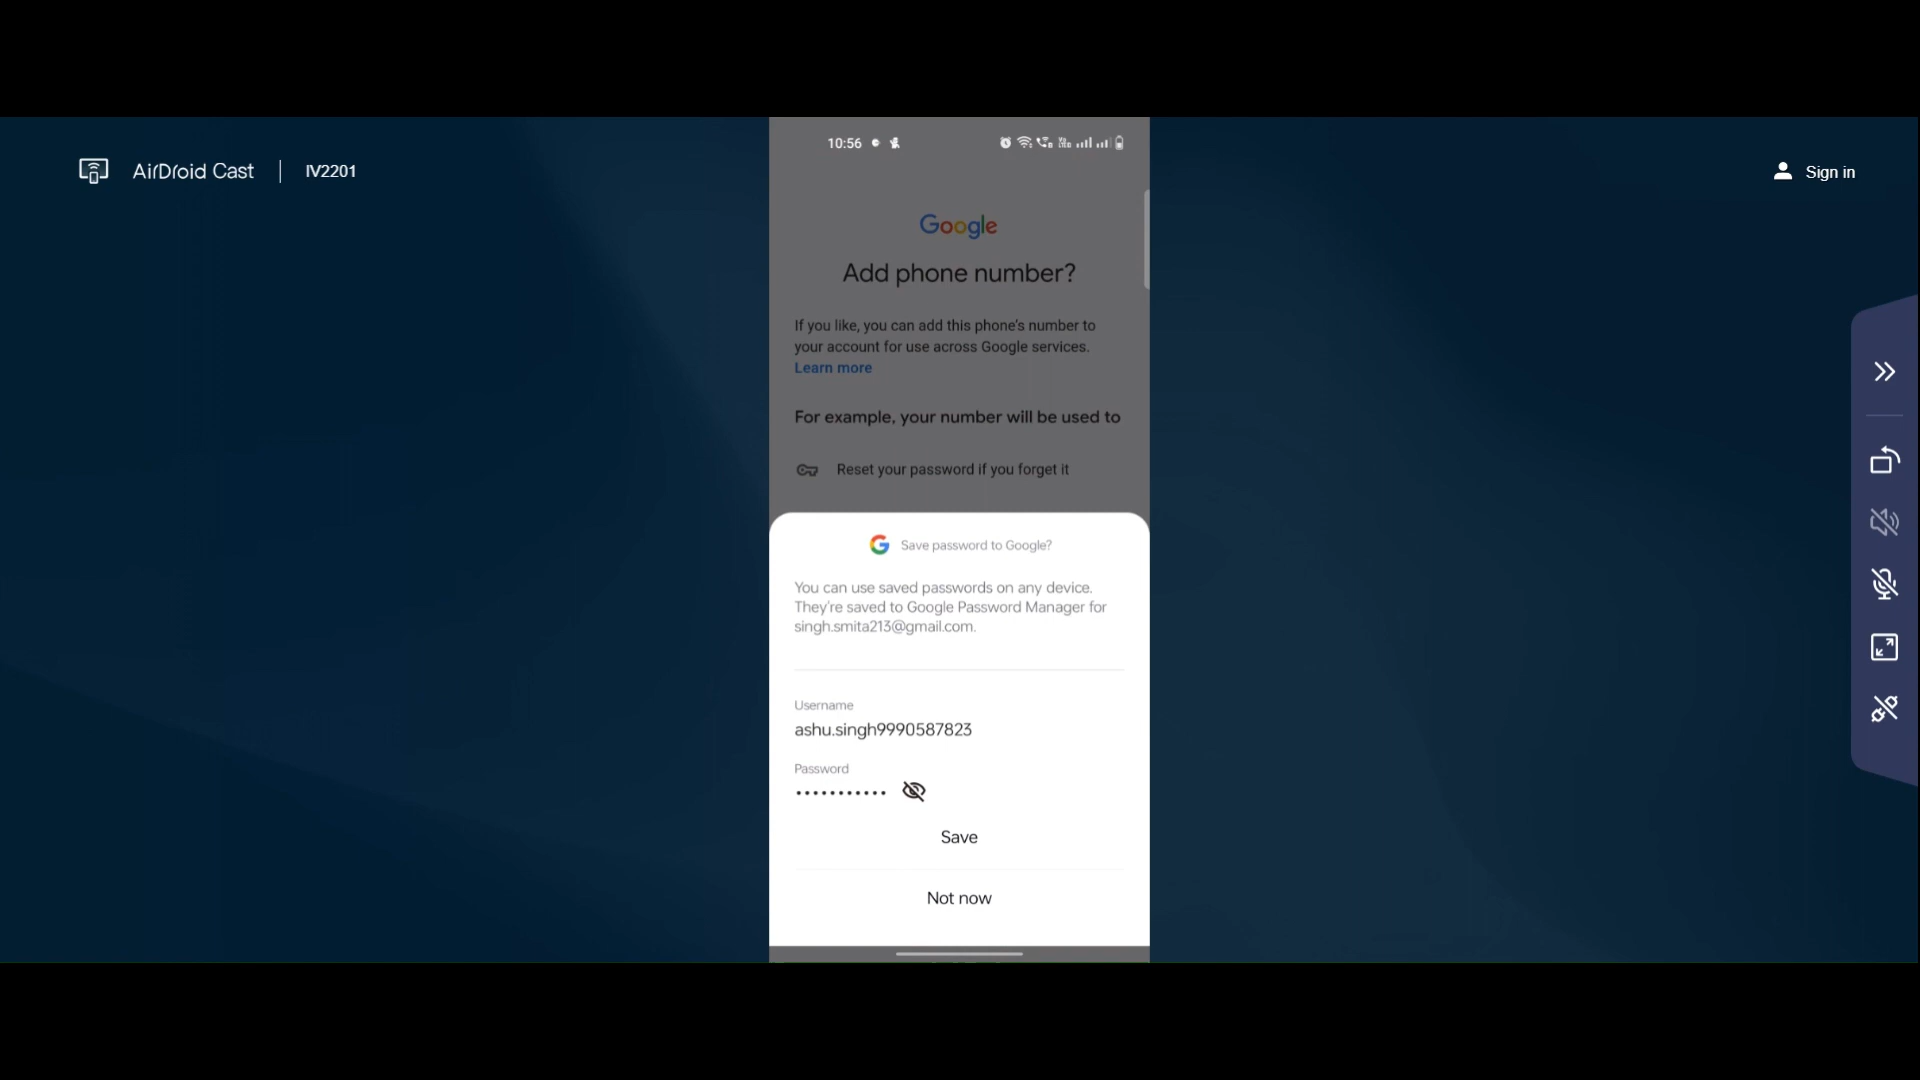 AirDroid Cast
IV2201
Sign in
10:56
Google
Add phone number?
If you like, you can add this phone's number to
your account for use across Google services.
Learn more
For example, your number will be used to
Reset your password if you forget it
Save password to Google?
You can use saved passwords on any device.
They're saved to Google Password Manager for
singh.smita213@gmail.com.
Username
ashu.singh9990587823
Password
•••••••••••
Save
Not now